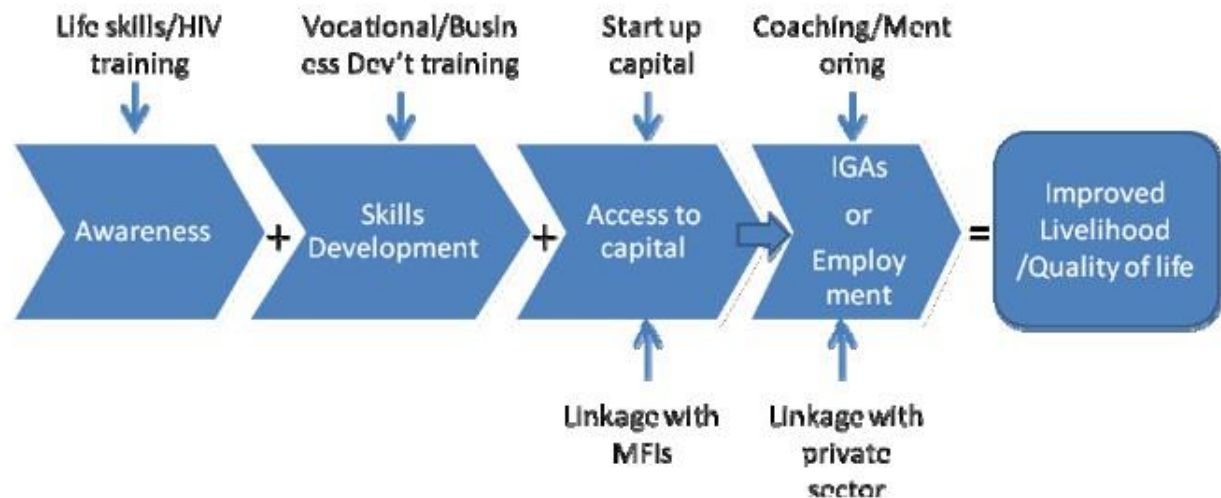 Life skills/HIV
training
Vocational/Busin
ess Dev't training
Start up
capital
Coaching/Ment
oring
Awareness
+
Skills
Development
+
Access to
capital
IGAs
or
Employ
ment
=
Improved
Livelihood
/Quality of life
Linkage with
MFIs
Linkage with
private
sector